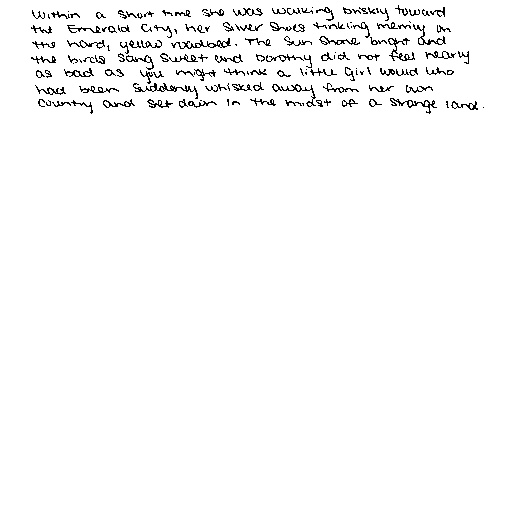 Within a short time she was walking briskly toward
the Emerald City, her Silver Shoes tinkling merrily on
the hard, yellow roadbed. The sun shone bright and
the birds sang sweet and Dorothy did not feel nearly
as bad as you might think a little girl would who
had been suddenly whisked away from her own
country and set down in the midst of a strange land.